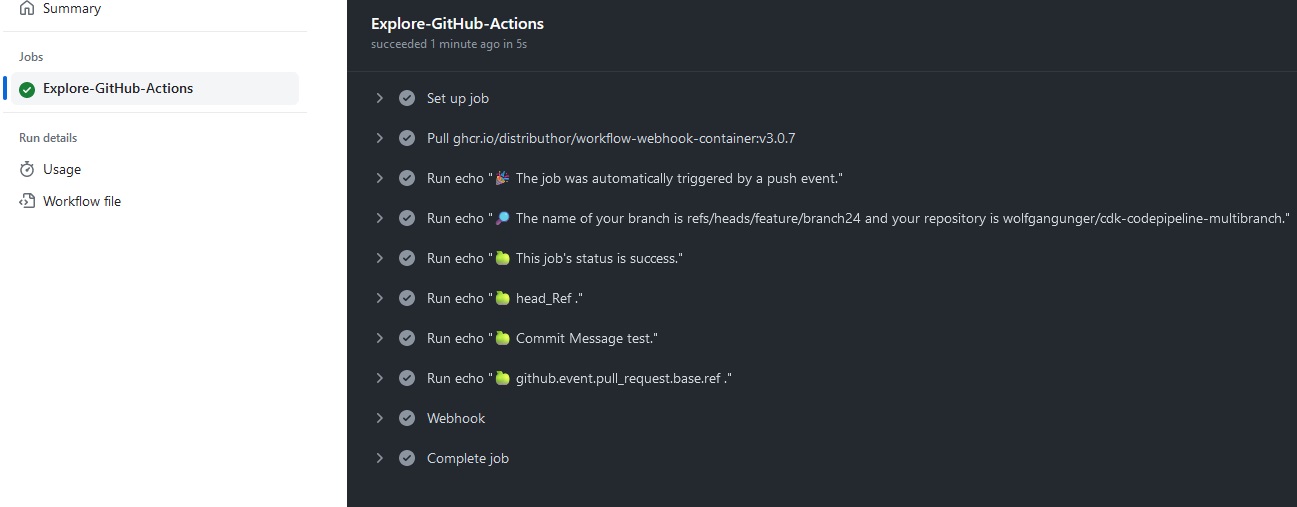 Summary
Jobs
Explore-GitHub-Actions
Run details
Usage
Workflow file
Explore-GitHub-Actions
succeeded 1 minute ago in 5s
Set up job
Pull ghcr.io/distributhor/workflow-webhook-container:v3.0.7
Run echo "🎉 The job was automatically triggered by a push event."
Run echo "🔎 The name of your branch is refs/heads/feature/branch24 and your repository is wolfgangunger/cdk-codepipeline-multibranch."
Run echo "🍏 This job's status is success."
Run echo "🍏 head_Ref ."
Run echo "🍏 Commit Message test."
Run echo "🍏 github.event.pull_request.base.ref ."
Webhook
Complete job